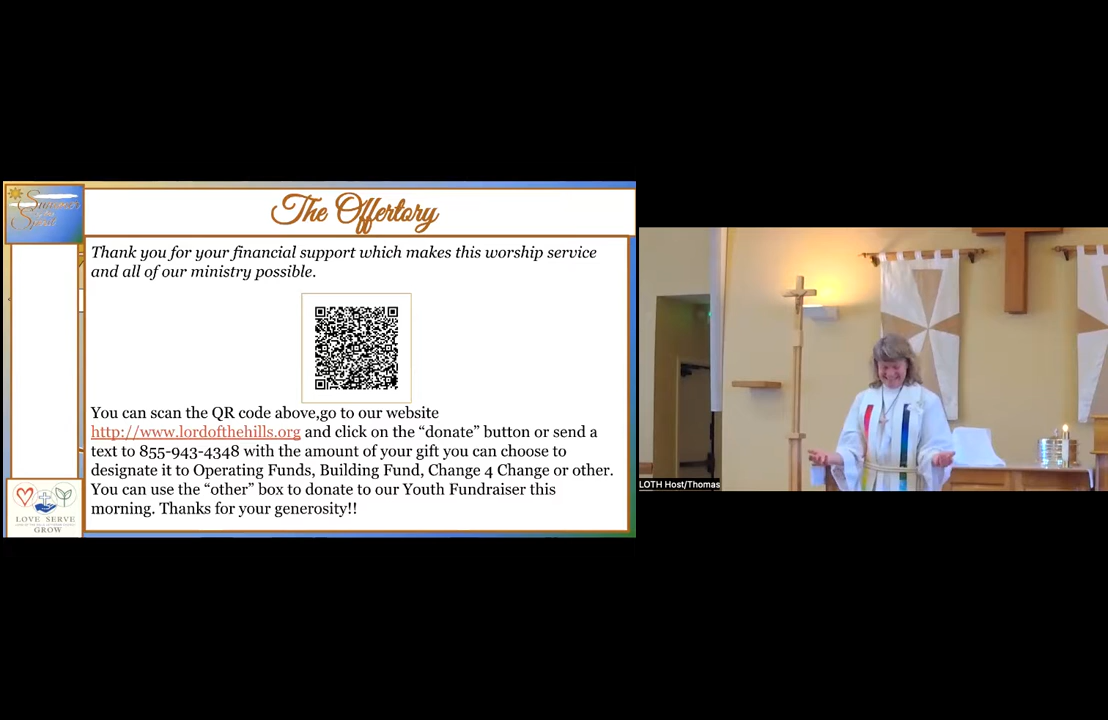 The Offertory
Thank you for your financial support which makes this worship service
and all of our ministry possible.
You can scan the QR code above,go to our website
http://www.lordofthehills.org and click on the “donate” button or send a
text to 855-943-4348 with the amount of your gift you can choose to
designate it to Operating Funds, Building Fund, Change 4 Change or other.
You can use the “other” box to donate to our Youth Fundraiser this
morning. Thanks for your generosity!!
LOVE SERVE
GROW
LOTH Host/Thomas